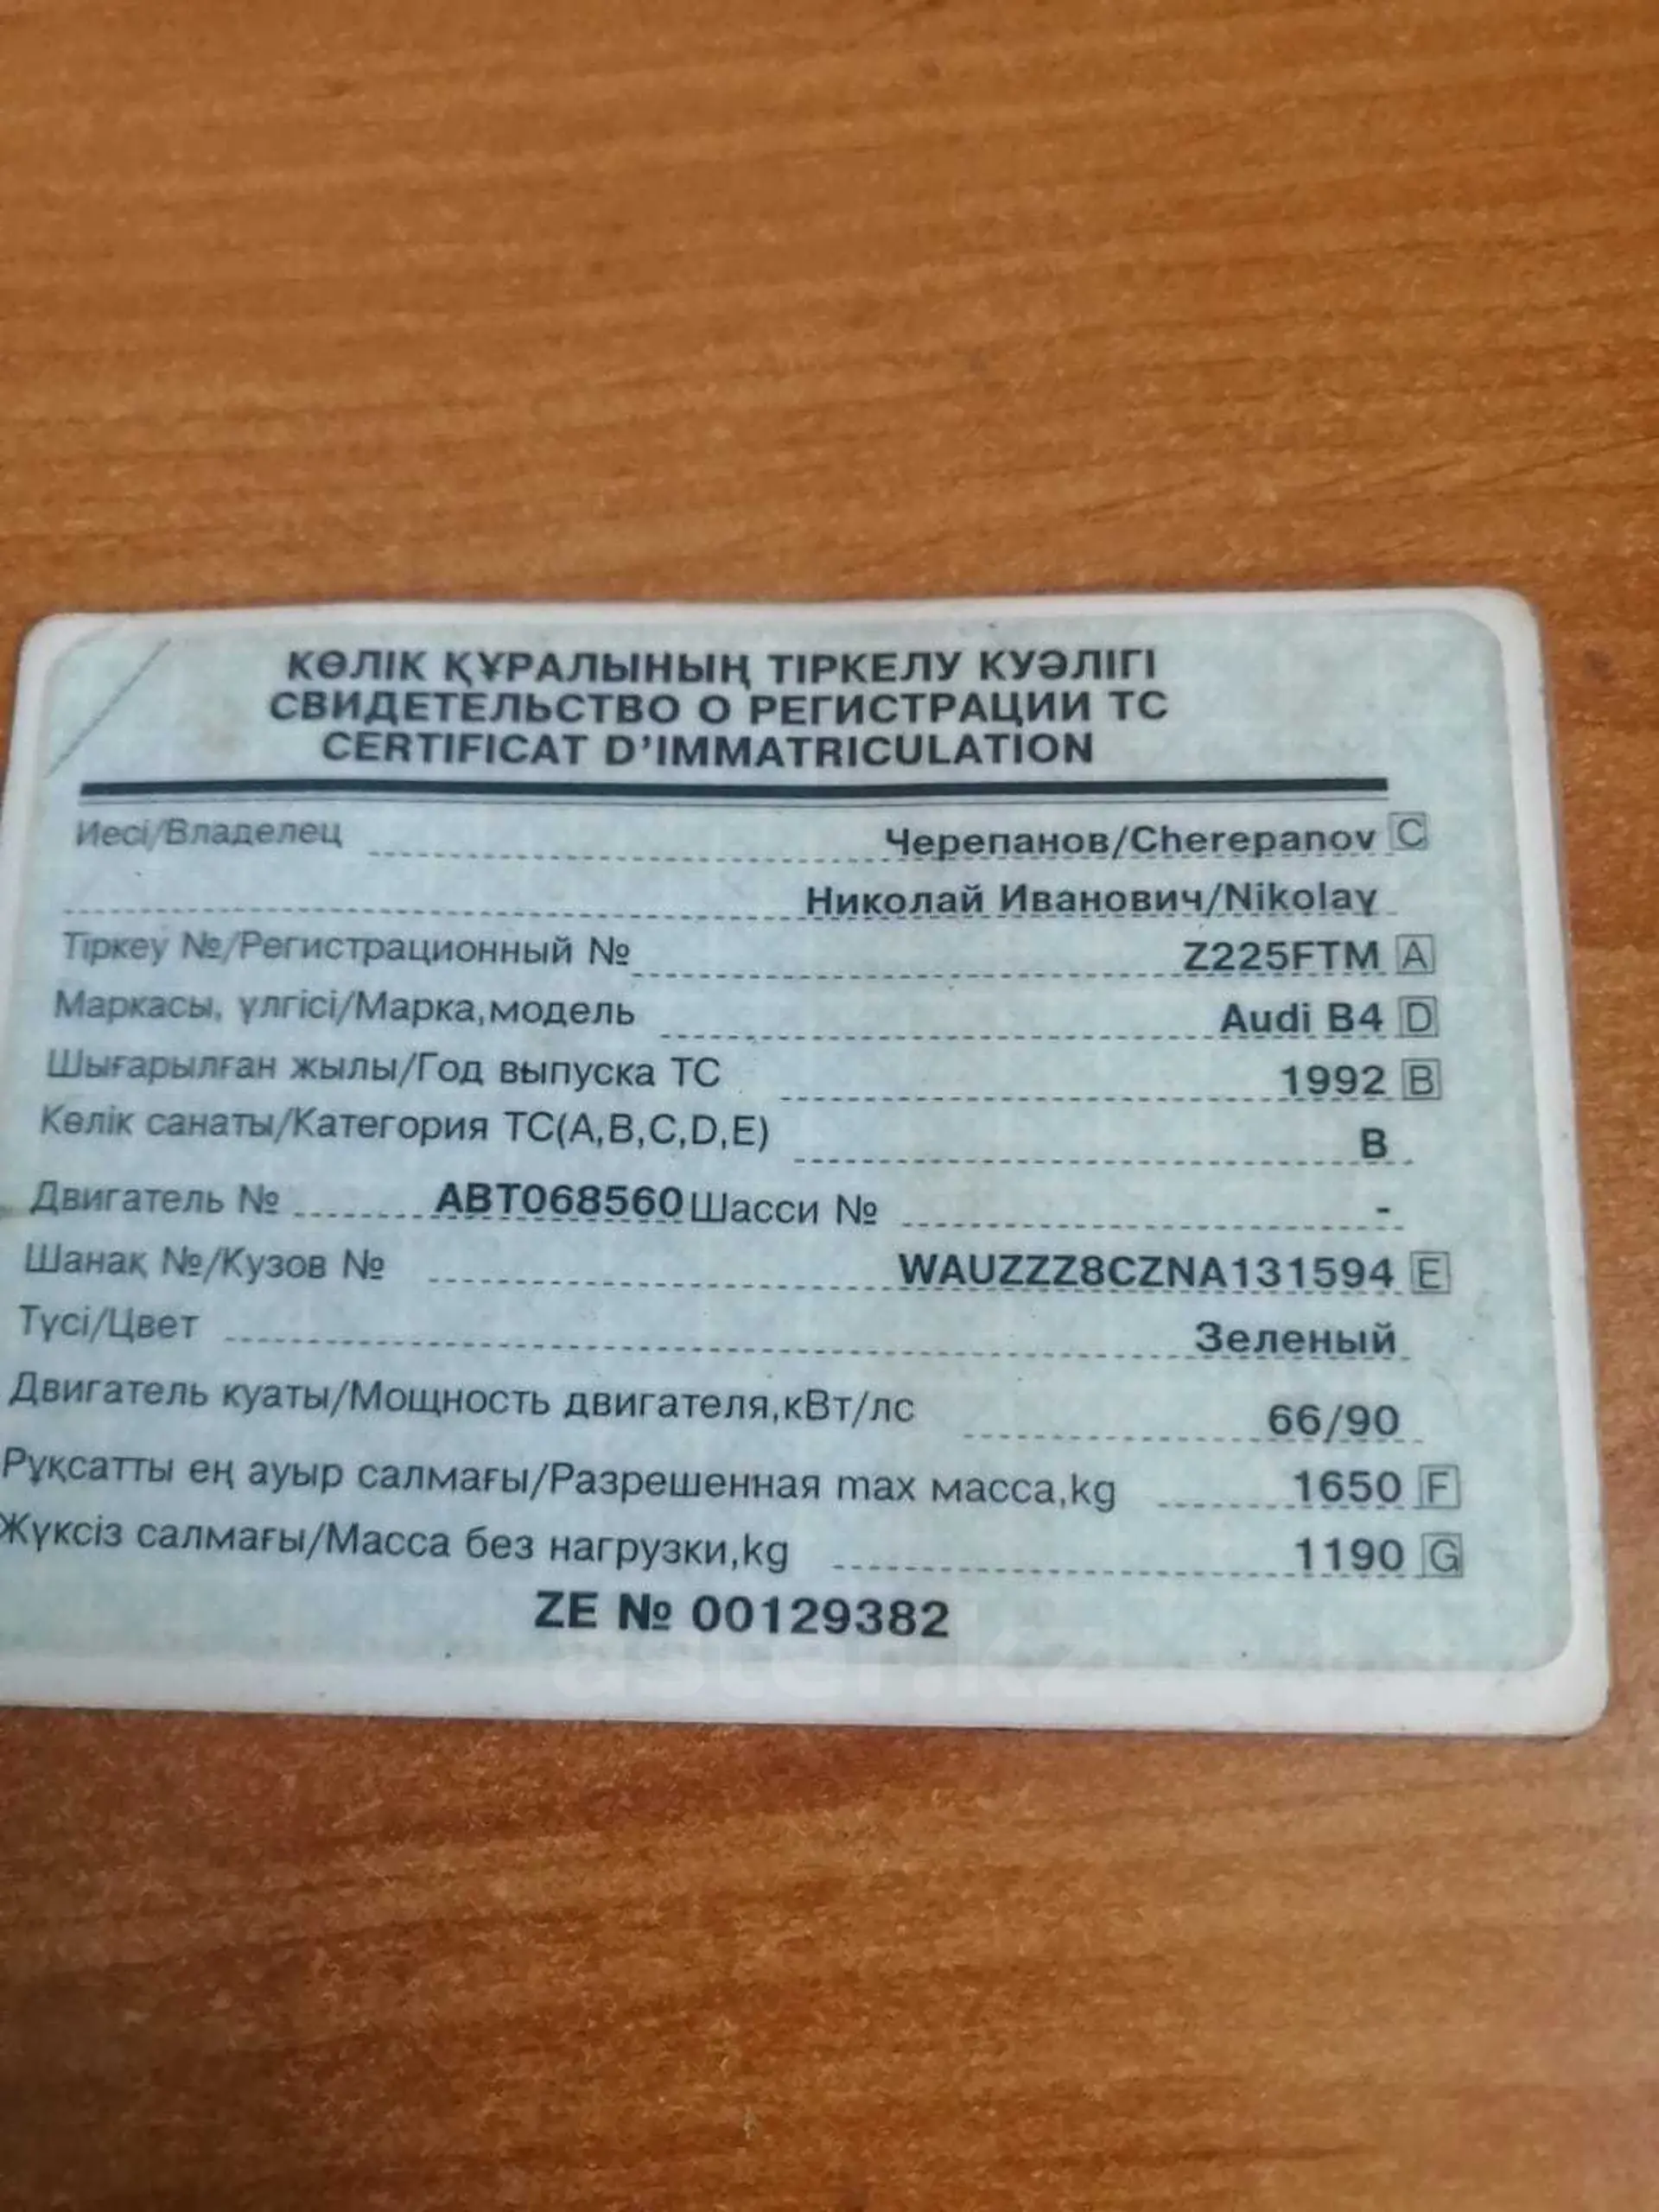 КӨЛІК ҚҰРАЛЫНЫҢ ТІРКЕЛУ КУӘЛІГІ
СВИДЕТЕЛЬСТВО О РЕГИСТРАЦИИ ТС
CERTIFICAT D'IMMATRICULATION
Иесі/Владелец Черепанов/Cherepanov C
Николай Иванович/Nikolay
Тіркеу №/Регистрационный № Z225FTM A
Маркасы, үлгісі/Марка,модель Audi B4 D
Шығарылған жылы/Год выпуска ТС 1992 B
Көлік санаты/Категория ТС(A,B,C,D,E) B
Двигатель № ABT068560 Шасси № -
Шанақ №/Кузов № WAUZZZ8CZNA131594 E
Түсі/Цвет Зеленый
Двигатель куаты/Мощность двигателя,кВт/лс 66/90
Рұқсатты ең ауыр салмағы/Разрешенная max масса,kg 1650 F
Жүксіз салмағы/Масса без нагрузки,kg 1190 G
ZE № 00129382
aster.kz